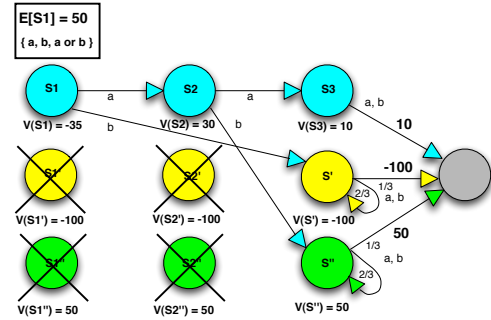 E[S1] = 50
{ a, b, a or b }
S1
a
S2
a
S3
a, b
10
V(S1) = -35
b
V(S2) = 30
b
V(S3) = 10
S1'
S2'
S'
-100
1/3
2/3
a, b
V(S1') = -100
V(S2') = -100
V(S') = -100
50
S1''
S2''
S"
1/3
a, b
2/3
V(S1'') = 50
V(S2'') = 50
V(S") = 50